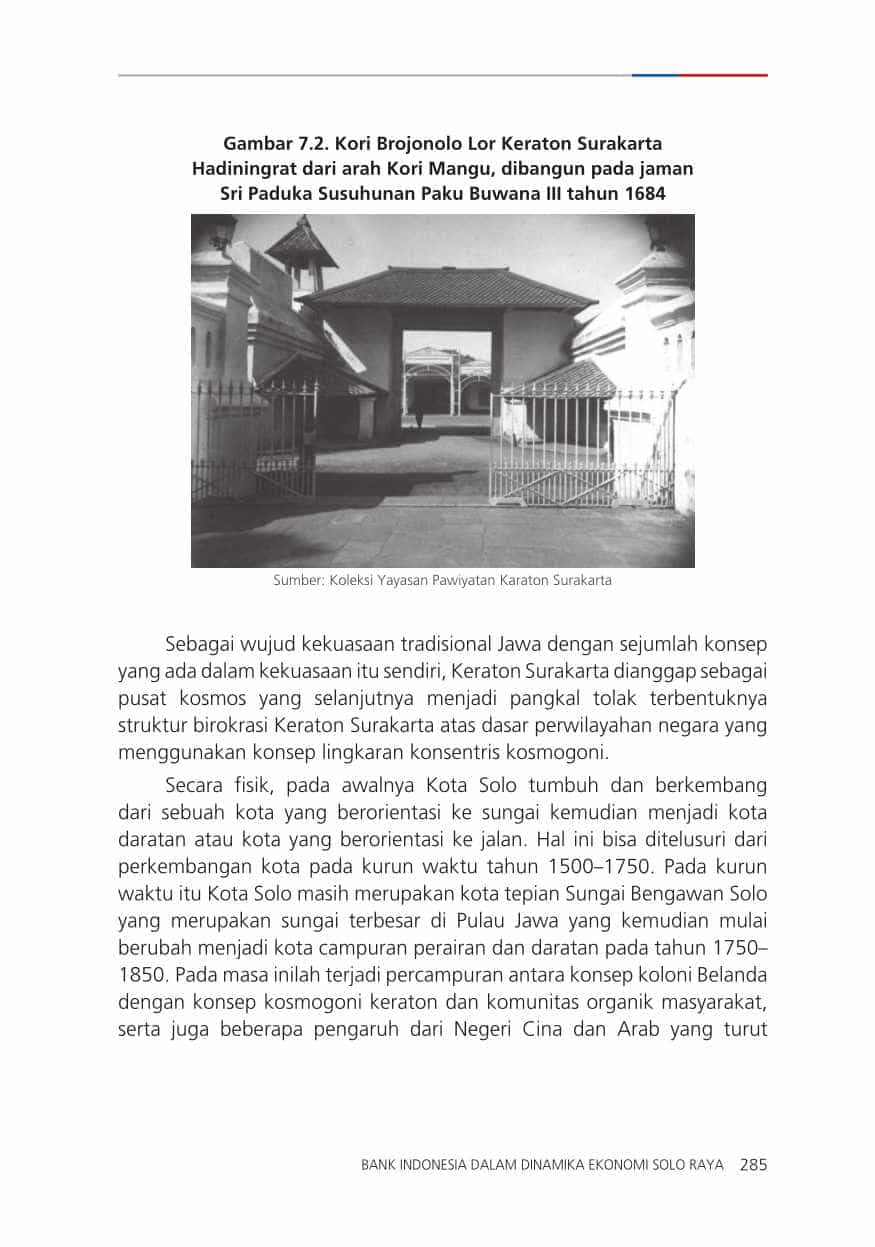 Gambar 7.2. Kori Brojonolo Lor Keraton Surakarta
Hadiningrat dari arah Kori Mangu, dibangun pada jaman
Sri Paduka Susuhunan Paku Buwana III tahun 1684
Sumber: Koleksi Yayasan Pawiyatan Karaton Surakarta
Sebagai wujud kekuasaan tradisional Jawa dengan sejumlah konsep
yang ada dalam kekuasaan itu sendiri, Keraton Surakarta dianggap sebagai
pusat kosmos yang selanjutnya menjadi pangkal tolak terbentuknya
struktur birokrasi Keraton Surakarta atas dasar perwilayahan negara yang
menggunakan konsep lingkaran konsentris kosmogoni.
Secara fisik, pada awalnya Kota Solo tumbuh dan berkembang
dari sebuah kota yang berorientasi ke sungai kemudian menjadi kota
daratan atau kota yang berorientasi ke jalan. Hal ini bisa ditelusuri dari
perkembangan kota pada kurun waktu tahun 1500–1750. Pada kurun
waktu itu Kota Solo masih merupakan kota tepian Sungai Bengawan Solo
yang merupakan sungai terbesar di Pulau Jawa yang kemudian mulai
berubah menjadi kota campuran perairan dan daratan pada tahun 1750–
1850. Pada masa inilah terjadi percampuran antara konsep koloni Belanda
dengan konsep kosmogoni keraton dan komunitas organik masyarakat,
serta juga beberapa pengaruh dari Negeri Cina dan Arab yang turut
BANK INDONESIA DALAM DINAMIKA EKONOMI SOLO RAYA 285